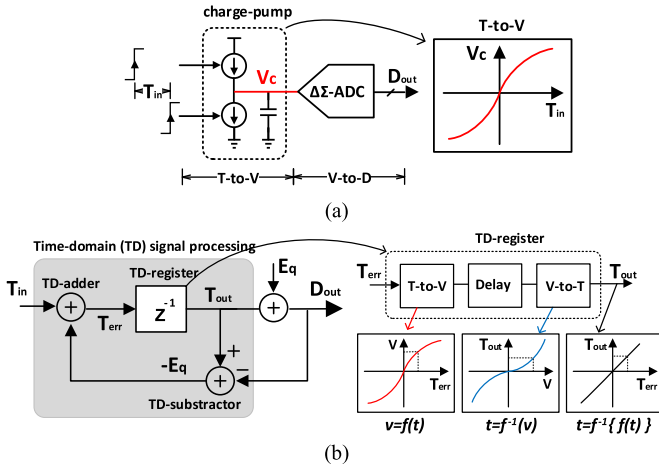 charge-pump
T-to-V
Vc
Vc
Tin
ΔΣ-ADC
Dout
Tin
T-to-V
V-to-D
(a)
Time-domain (TD) signal processing
TD-register
Eq
TD-adder
TD-register
Tin
Tout
Dout
Z⁻¹
Terr
+
-Eq
−
TD-substractor
Terr
T-to-V
Delay
V-to-T
Tout
V
Terr
Tout
V
Tout
Terr
v=f(t)
t=f⁻¹(v)
t=f⁻¹{ f(t) }
(b)